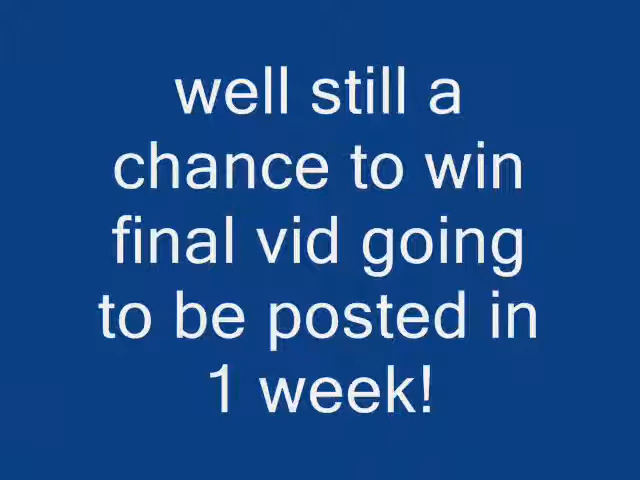 well still a
chance to win
final vid going
to be posted in
1 week!